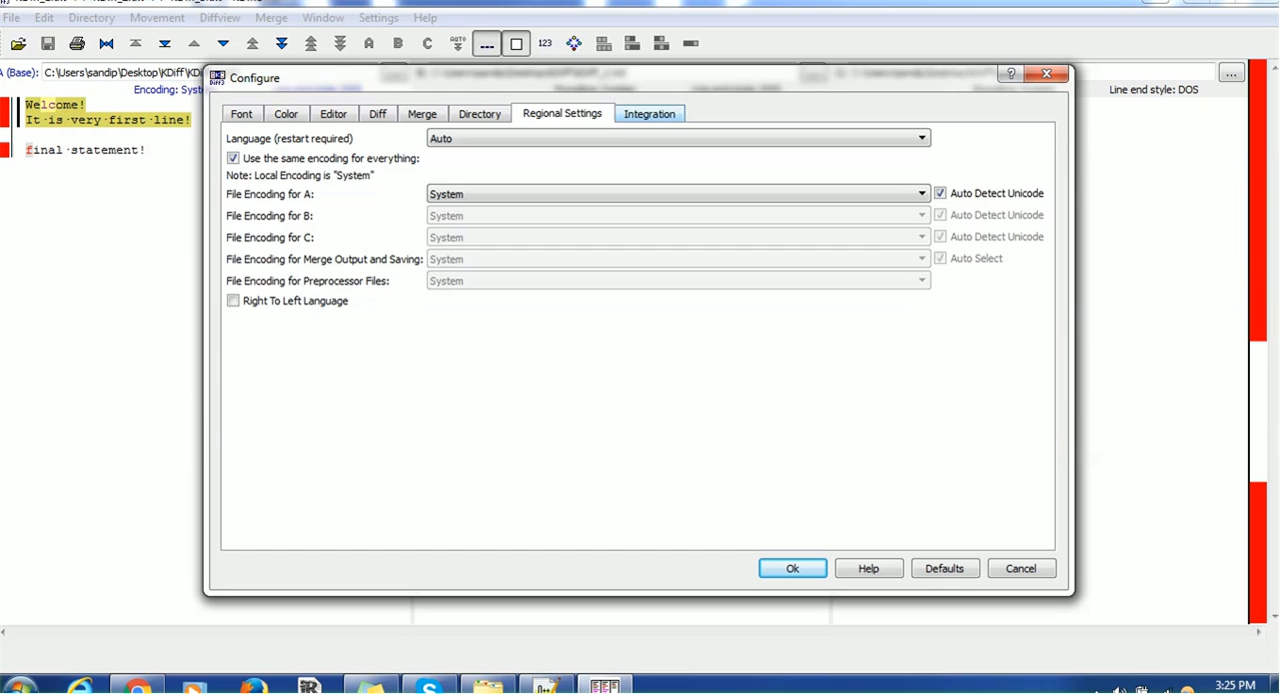 File Edit Directory Movement Diffview Merge Window Settings Help
A B C AUTO 123
A (Base): C:\Users\sandip\Desktop\KDiff\KDi
...
Encoding: Syst
Line end style: DOS
Welcome!
It·is·very·first·line!
final·statement!
Configure
Font Color Editor Diff Merge Directory Regional Settings Integration
Language (restart required) Auto
Use the same encoding for everything:
Note: Local Encoding is "System"
File Encoding for A: System Auto Detect Unicode
File Encoding for B: System Auto Detect Unicode
File Encoding for C: System Auto Detect Unicode
File Encoding for Merge Output and Saving: System Auto Select
File Encoding for Preprocessor Files: System
Right To Left Language
Ok Help Defaults Cancel
3:25 PM